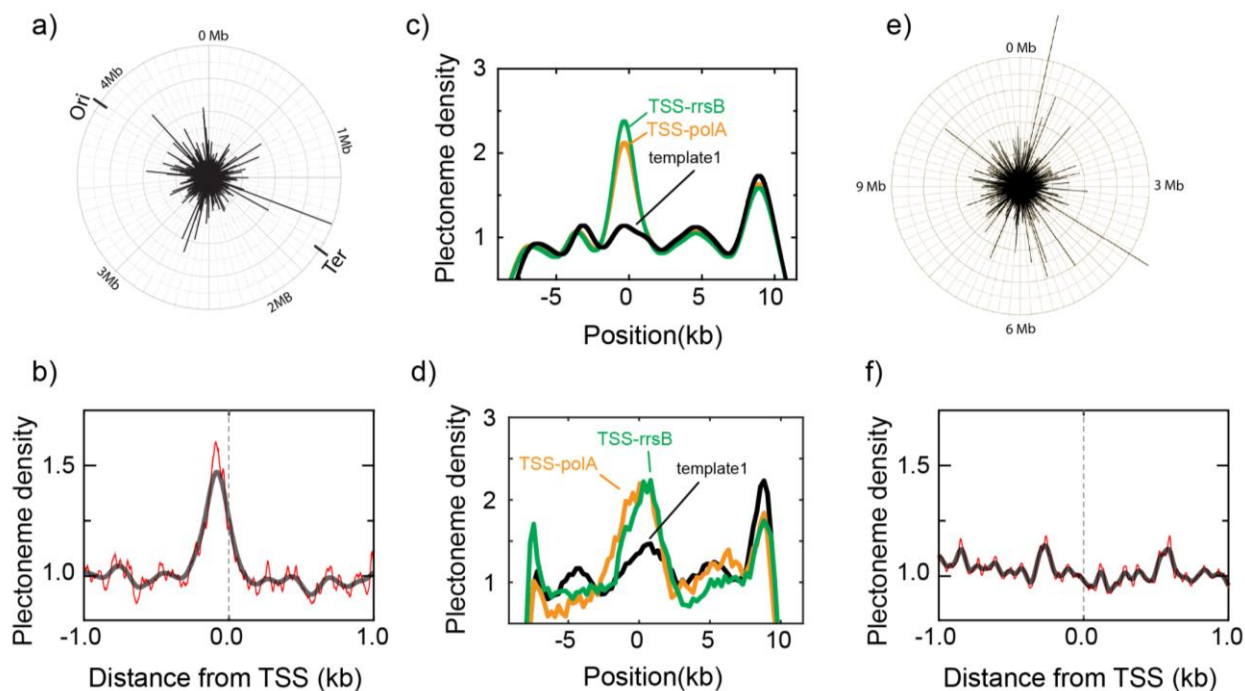 a)
0 Mb
1Mb
2MB
3Mb
4Mb
Ori
Ter
b)
Plectoneme density
1.5
1.0
-1.0
0.0
1.0
Distance from TSS (kb)
c)
Plectoneme density
3
2
1
TSS-rrsB
TSS-polA
template1
-5
0
5
10
Position(kb)
d)
Plectoneme density
3
2
1
TSS-rrsB
TSS-polA
template1
-5
0
5
10
Position(kb)
e)
0 Mb
3 Mb
6 Mb
9 Mb
f)
Plectoneme density
1.5
1.0
-1.0
0.0
1.0
Distance from TSS (kb)